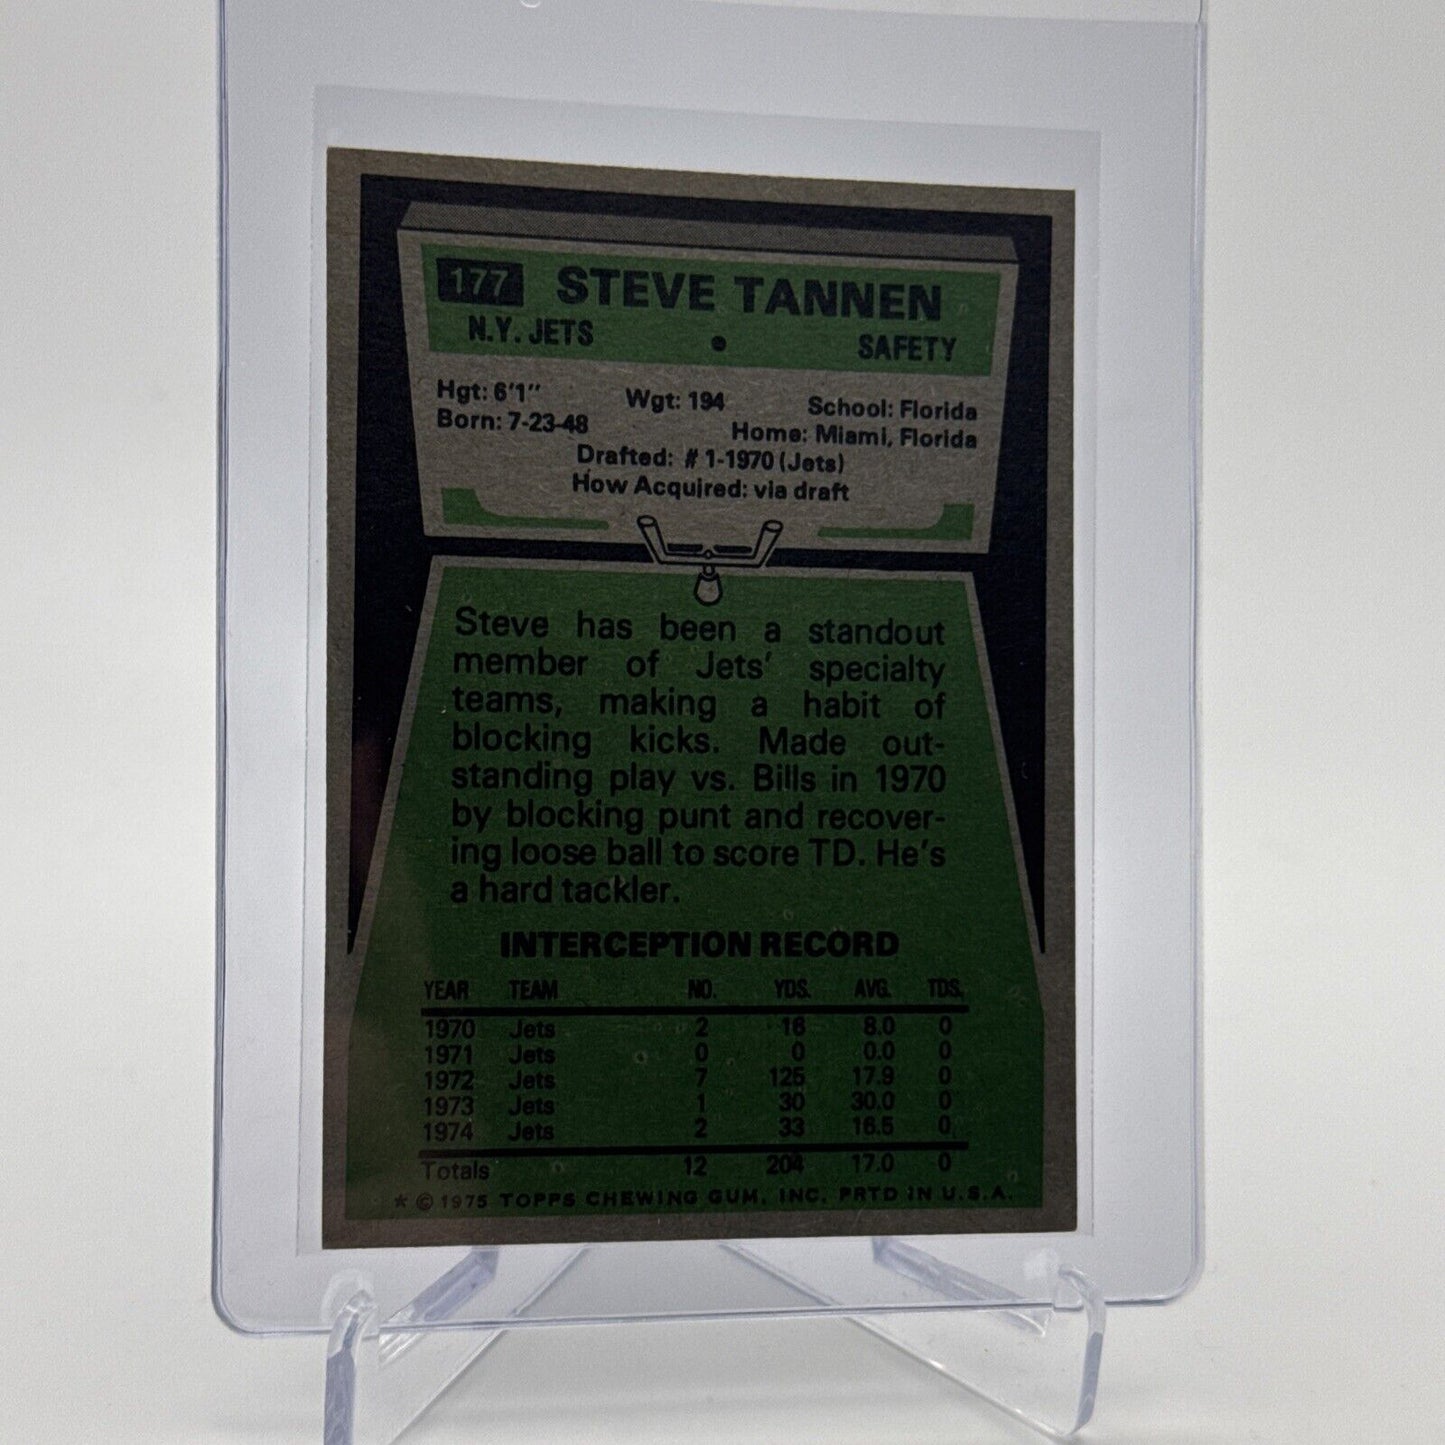 177 STEVE TANNEN
N.Y. JETS • SAFETY
Hgt: 6'1" Wgt: 194 School: Florida
Born: 7-23-48 Home: Miami, Florida
Drafted: # 1-1970 (Jets)
How Acquired: via draft
Steve has been a standout
member of Jets' specialty
teams, making a habit of
blocking kicks. Made out-
standing play vs. Bills in 1970
by blocking punt and recover-
ing loose ball to score TD. He's
a hard tackler.
INTERCEPTION RECORD
YEAR TEAM NO. YDS. AVG. TDS.
1970 Jets 2 16 8.0 0
1971 Jets 0 0 0.0 0
1972 Jets 7 125 17.9 0
1973 Jets 1 30 30.0 0
1974 Jets 2 33 16.5 0
Totals 12 204 17.0 0
* © 1975 TOPPS CHEWING GUM, INC. PRTD IN U.S.A.